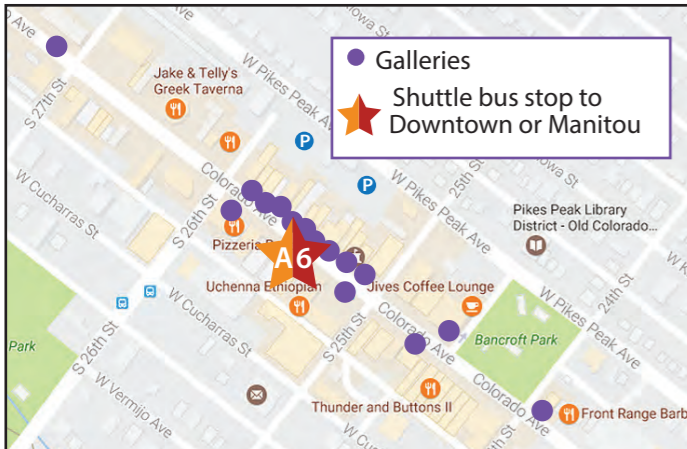 Galleries
Shuttle bus stop to
Downtown or Manitou
Jake & Telly's
Greek Taverna
S 27th St
W Pikes Peak Ave
P
P
Colorado Ave
S 26th St
W Cucharras St
Pizzeria
A6
Uchenna Ethiopian
Jives Coffee Lounge
25th St
W Pikes Peak Ave
Pikes Peak Library
District - Old Colorado...
W Pikes Peak Ave
24th St
Bancroft Park
Park
S 26th St
W Cucharras St
S 25th St
Colorado Ave
W Vermijo Ave
Thunder and Buttons II
Colorado Ave
Front Range Barb